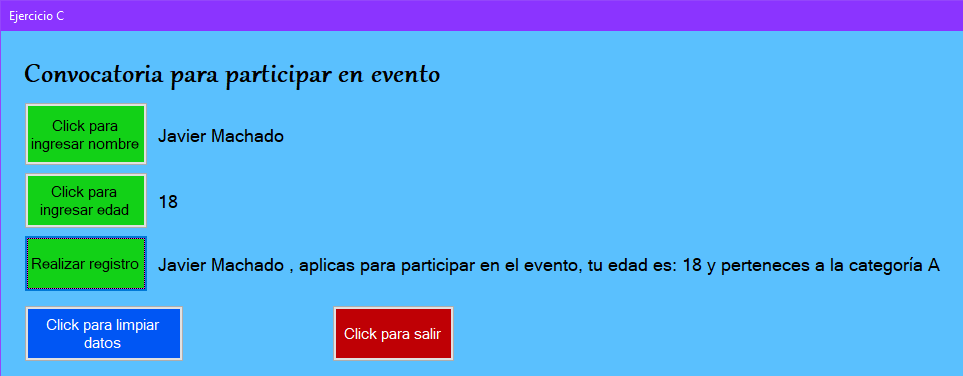 Ejercicio C
Convocatoria para participar en evento
Click para
ingresar nombre
Javier Machado
Click para
ingresar edad
18
Realizar registro
Javier Machado , aplicas para participar en el evento, tu edad es: 18 y perteneces a la categoría A
Click para limpiar
datos
Click para salir